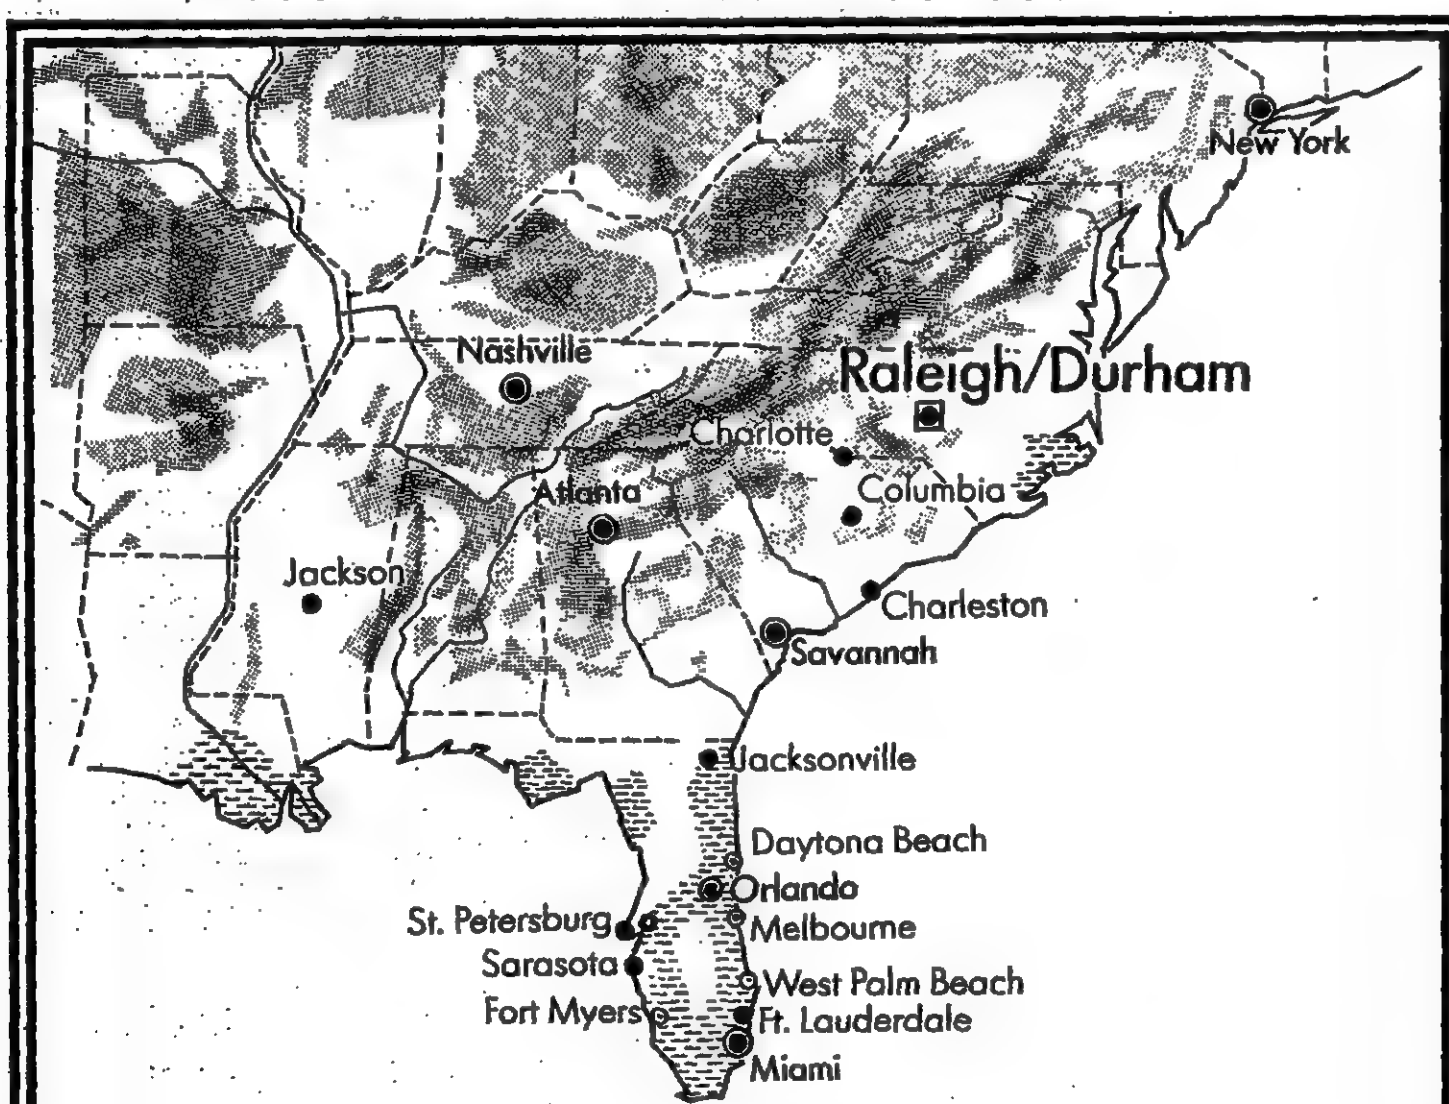 New York
Nashville
Raleigh/Durham
Charlotte
Columbia
Atlanta
Jackson
Charleston
Savannah
Jacksonville
Daytona Beach
Orlando
St. Petersburg
Melbourne
Sarasota
West Palm Beach
Fort Myers
Ft. Lauderdale
Miami